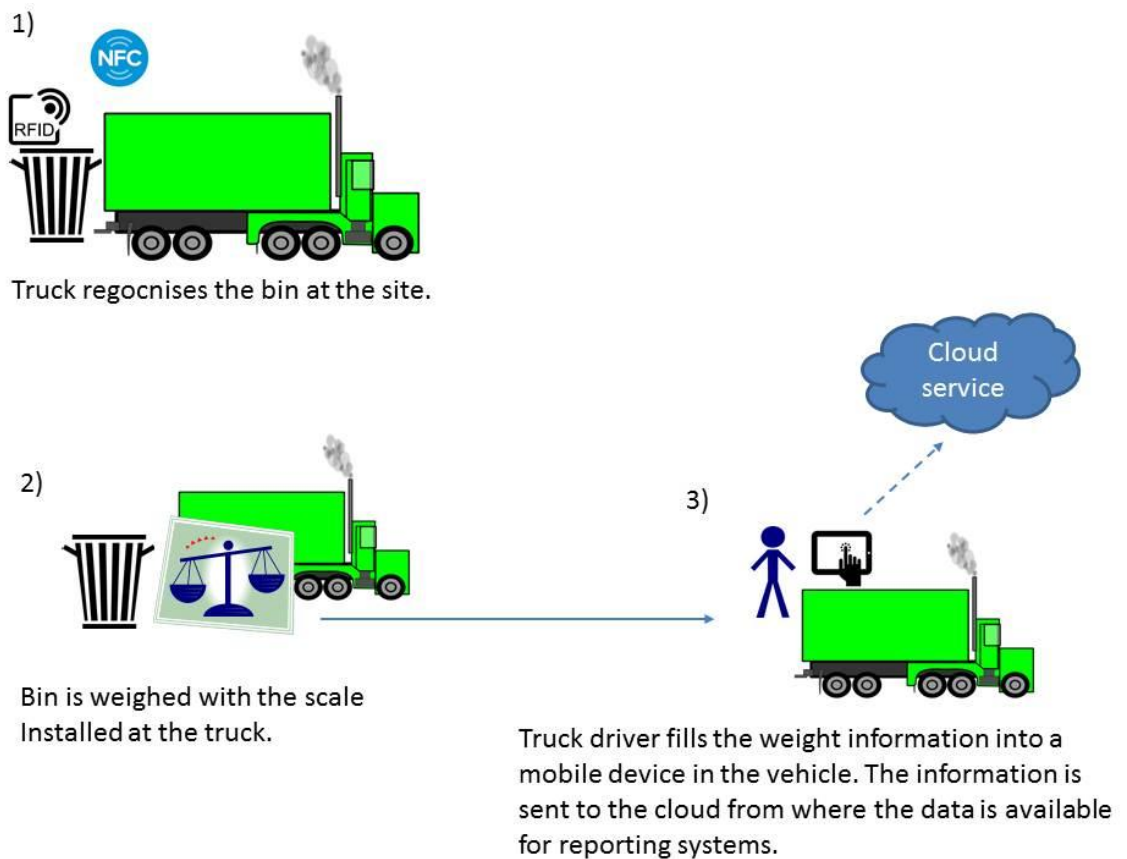 1)
NFC
RFID
Truck regocnises the bin at the site.
Cloud
service
2)
3)
Bin is weighed with the scale
Installed at the truck.
Truck driver fills the weight information into a
mobile device in the vehicle. The information is
sent to the cloud from where the data is available
for reporting systems.